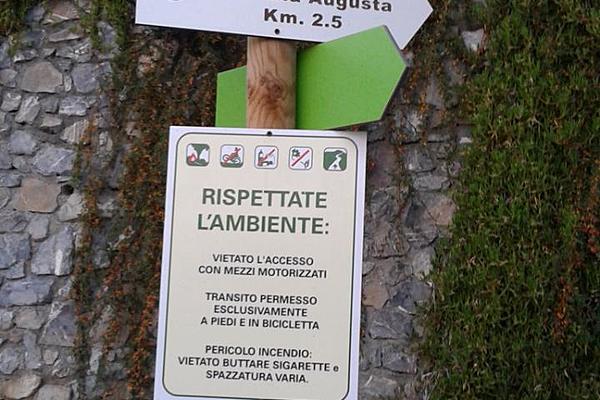 Augusta
Km. 2.5
RISPETTATE
L'AMBIENTE:
VIETATO L'ACCESSO
CON MEZZI MOTORIZZATI
TRANSITO PERMESSO
ESCLUSIVAMENTE
A PIEDI E IN BICICLETTA
PERICOLO INCENDIO:
VIETATO BUTTARE SIGARETTE e
SPAZZATURA VARIA.